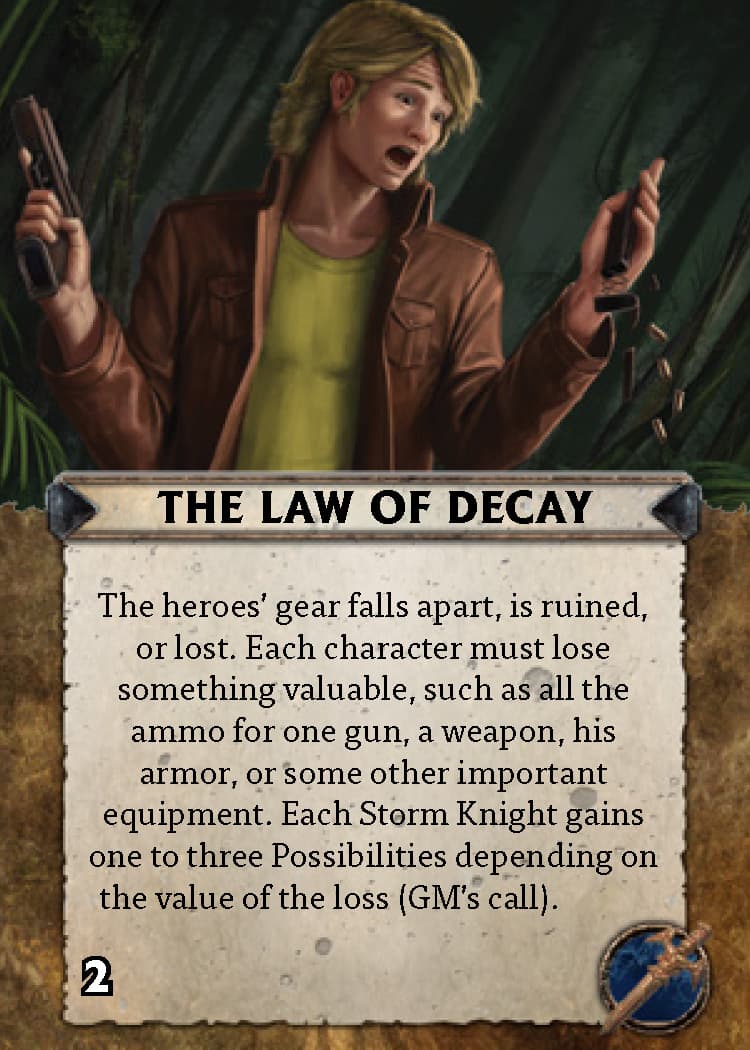 THE LAW OF DECAY
The heroes’ gear falls apart, is ruined,
or lost. Each character must lose
something valuable, such as all the
ammo for one gun, a weapon, his
armor, or some other important
equipment. Each Storm Knight gains
one to three Possibilities depending on
the value of the loss (GM’s call).
2